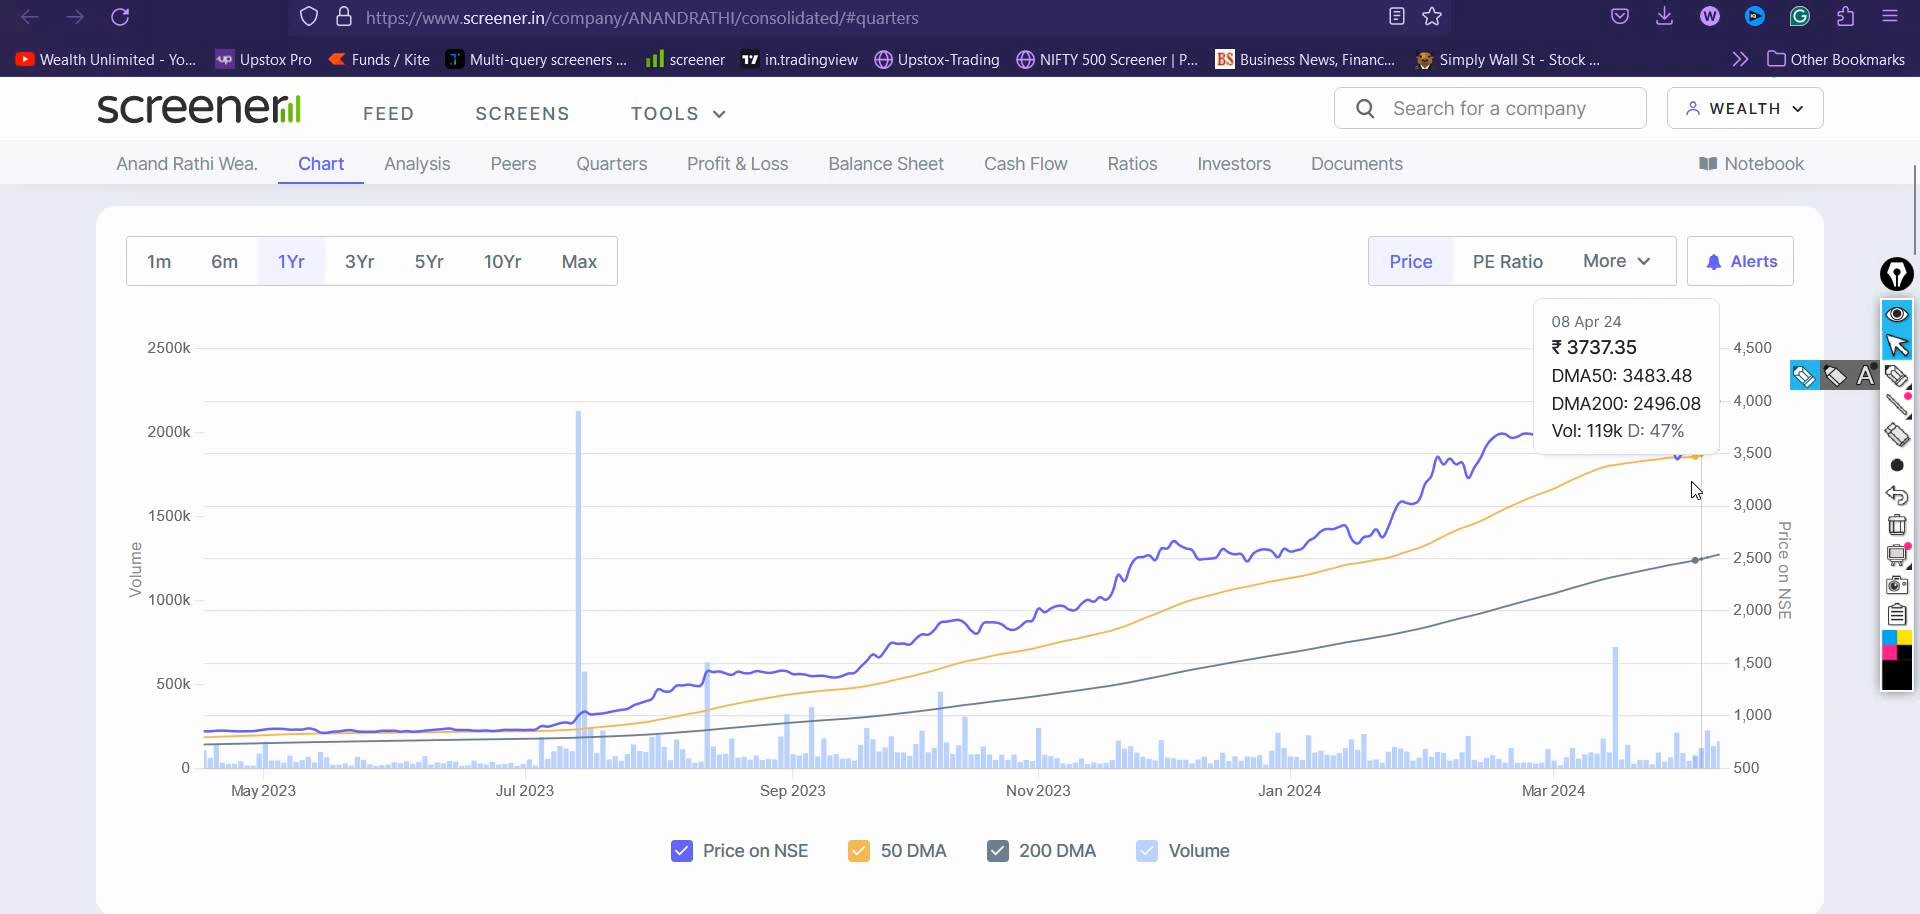 https://www.screener.in/company/ANANDRATHI/consolidated/#quarters
Wealth Unlimited - Yo... Upstox Pro Funds / Kite Multi-query screeners ... screener in.tradingview Upstox-Trading NIFTY 500 Screener | P... BS Business News, Financ... Simply Wall St - Stock ... Other Bookmarks
screener FEED SCREENS TOOLS Search for a company WEALTH
Anand Rathi Wea. Chart Analysis Peers Quarters Profit & Loss Balance Sheet Cash Flow Ratios Investors Documents Notebook
1m 6m 1Yr 3Yr 5Yr 10Yr Max Price PE Ratio More Alerts
08 Apr 24
₹ 3737.35
DMA50: 3483.48
DMA200: 2496.08
Vol: 119k D: 47%
2500k 4,500
4,000
2000k
3,500
3,000
1500k
2,500
1000k
2,000
1,500
500k
1,000
0 500
Volume
Price on NSE
May 2023 Jul 2023 Sep 2023 Nov 2023 Jan 2024 Mar 2024
Price on NSE 50 DMA 200 DMA Volume